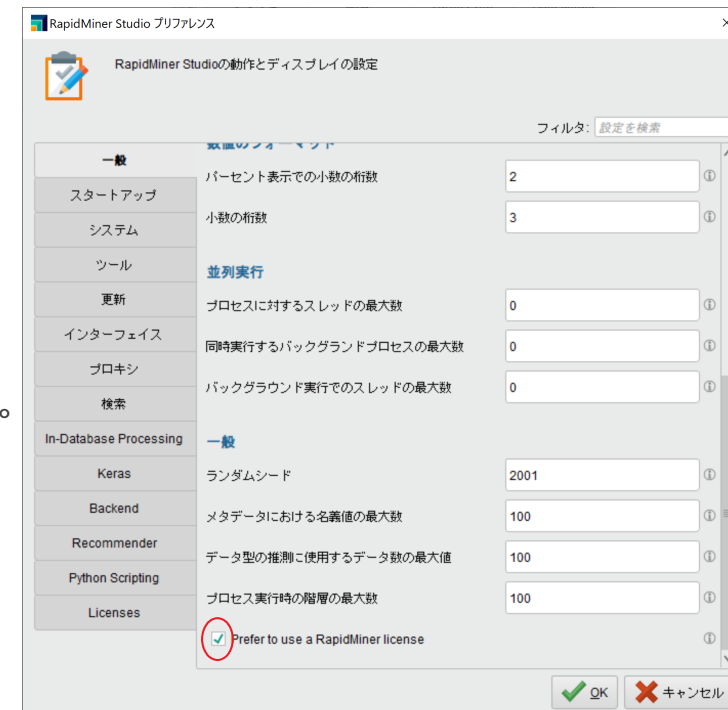 RapidMiner Studio プリファレンス
RapidMiner Studioの動作とディスプレイの設定
フィルタ: 設定を検索
一般
スタートアップ
システム
ツール
更新
インターフェイス
プロキシ
検索
In-Database Processing
Keras
Backend
Recommender
Python Scripting
Licenses
数値のフォーマット
パーセント表示での小数の桁数 2
小数の桁数 3
並列実行
プロセスに対するスレッドの最大数 0
同時実行するバックグランドプロセスの最大数 0
バックグラウンド実行でのスレッドの最大数 0
一般
ランダムシード 2001
メタデータにおける名義値の最大数 100
データ型の推測に使用するデータ数の最大値 100
プロセス実行時の階層の最大数 100
Prefer to use a RapidMiner license
OK キャンセル